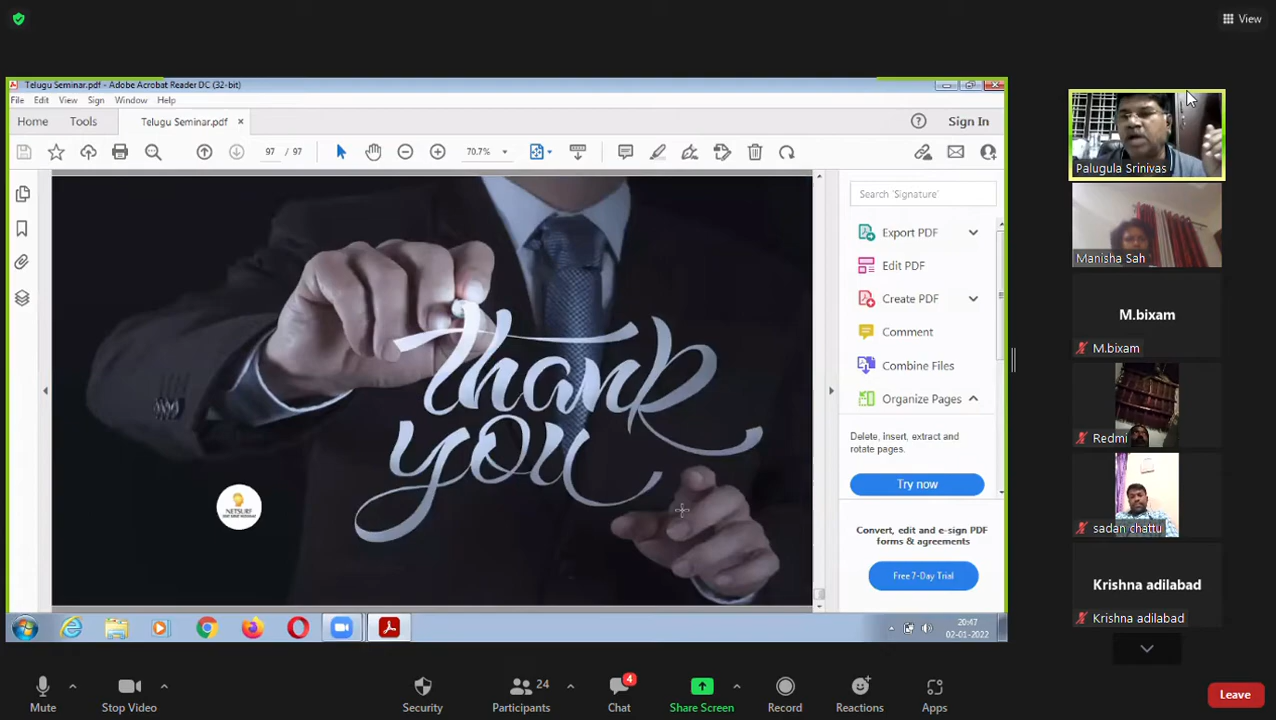 View
Telugu Seminar.pdf - Adobe Acrobat Reader DC (32-bit)
File Edit View Sign Window Help
Home Tools Telugu Seminar.pdf × Sign In
97 / 97 70.7%
Thank
you
NETSURF
Search 'Signature'
Export PDF
Edit PDF
Create PDF
Comment
Combine Files
Organize Pages
Delete, insert, extract and
rotate pages.
Try now
Convert, edit and e-sign PDF
forms & agreements
Free 7-Day Trial
20:47
02-01-2022
Palugula Srinivas
Manisha Sah
M.bixam
M.bixam
Redmi
sadan chattu
Krishna adilabad
Krishna adilabad
Mute
Stop Video
Security
24
Participants
4
Chat
Share Screen
Record
Reactions
Apps
Leave